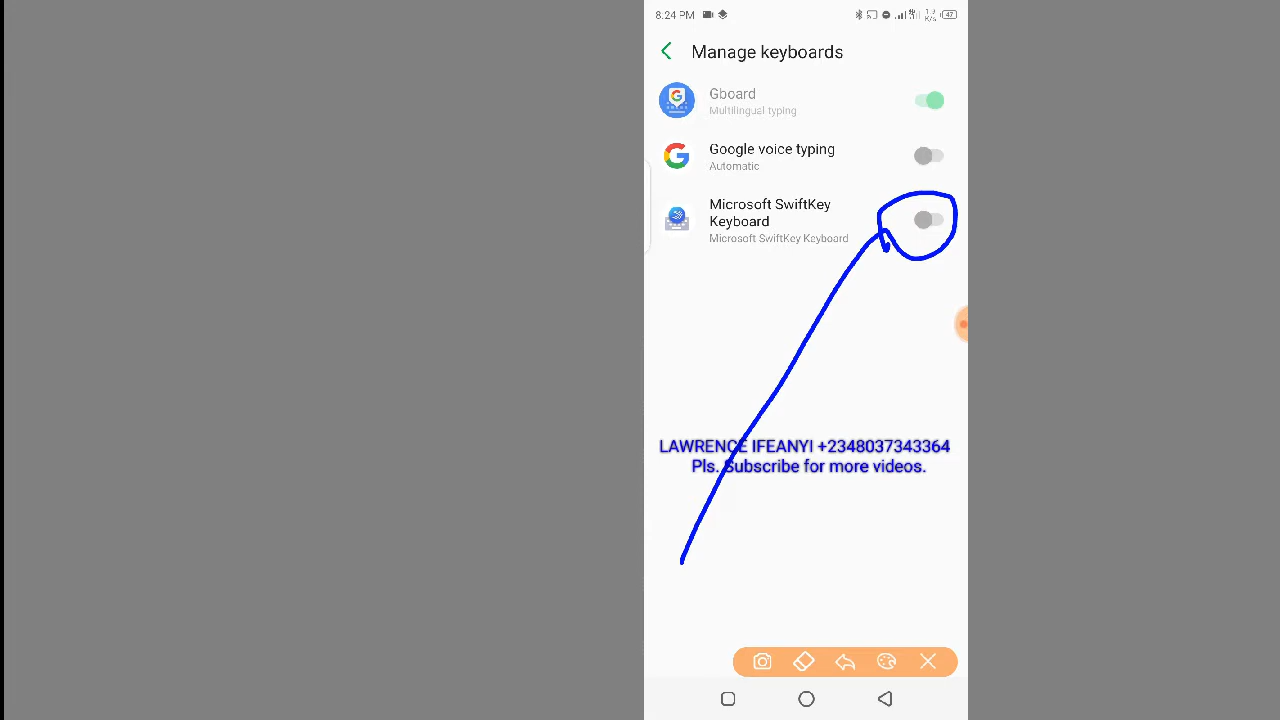 8:24 PM
47
Manage keyboards
Gboard
Multilingual typing
Google voice typing
Automatic
Microsoft SwiftKey
Keyboard
Microsoft SwiftKey Keyboard
LAWRENCE IFEANYI +2348037343364
Pls. Subscribe for more videos.